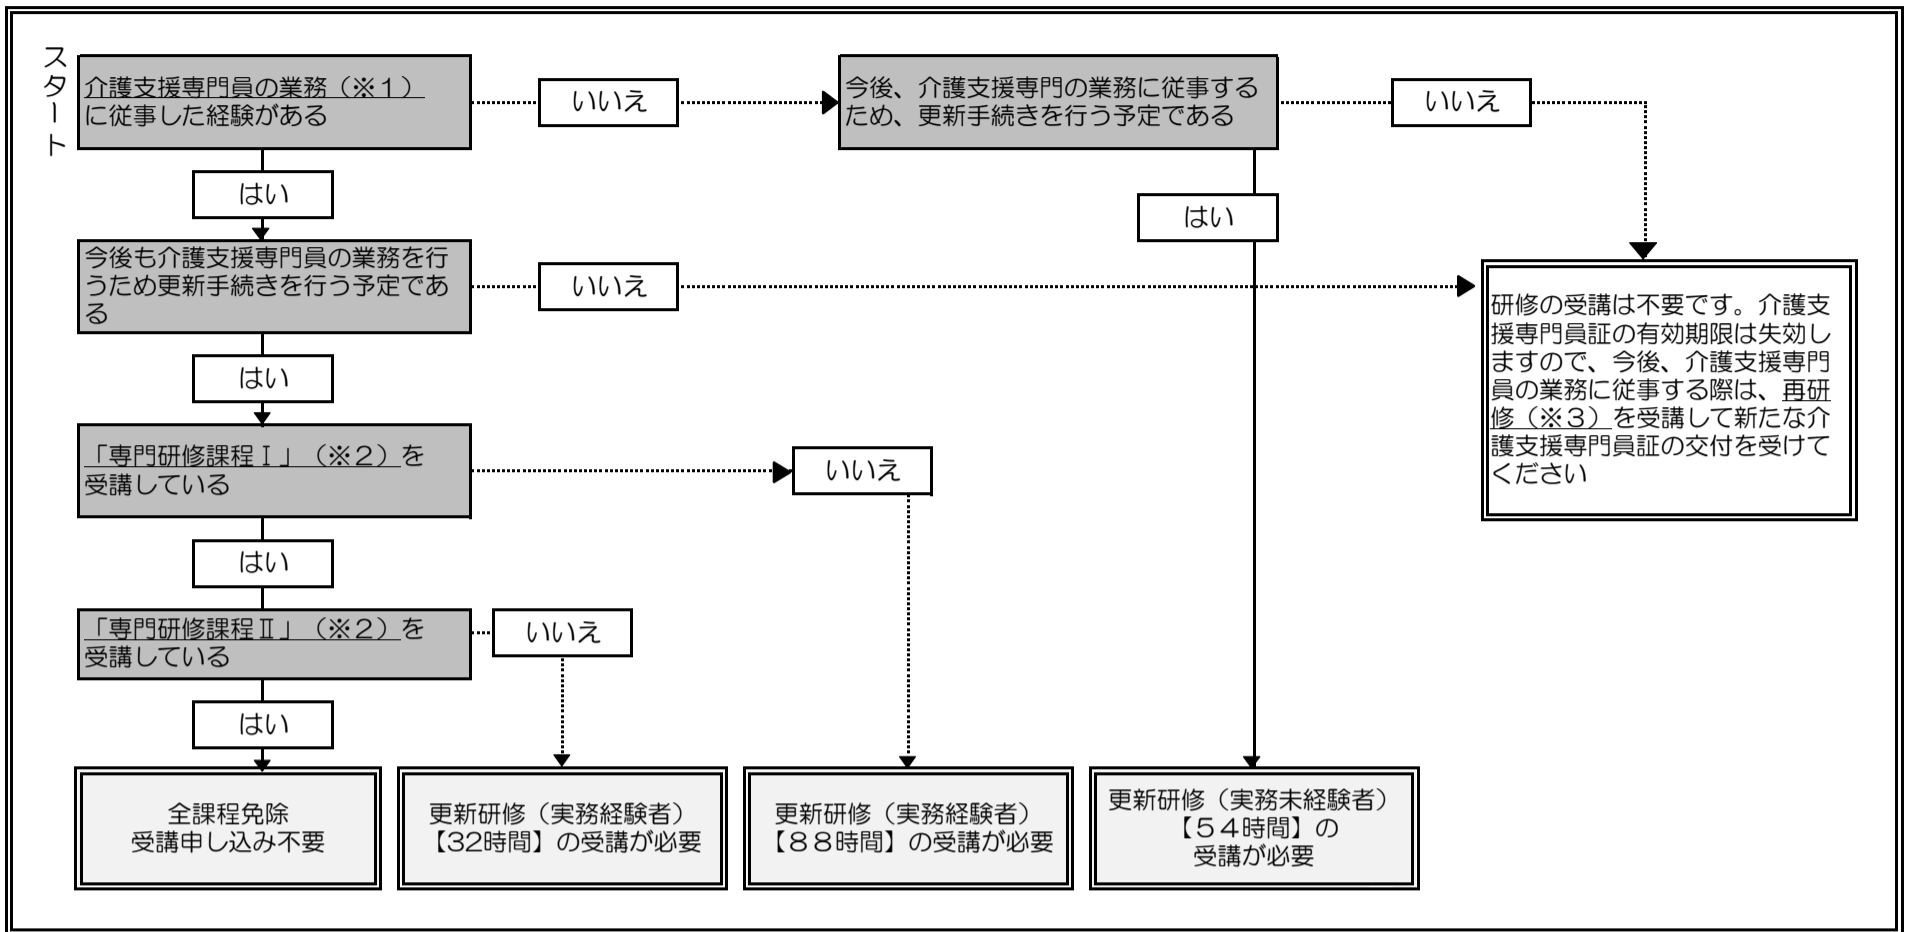 スタート
介護支援専門員の業務（※１）
に従事した経験がある
いいえ
今後、介護支援専門の業務に従事する
ため、更新手続きを行う予定である
いいえ
はい
はい
今後も介護支援専門員の業務を行
うため更新手続きを行う予定であ
る
いいえ
研修の受講は不要です。介護支
援専門員証の有効期限は失効し
ますので、今後、介護支援専門
員の業務に従事する際は、再研
修（※３）を受講して新たな介
護支援専門員証の交付を受けて
ください
はい
「専門研修課程Ⅰ」（※２）を
受講している
いいえ
はい
「専門研修課程Ⅱ」（※２）を
受講している
いいえ
はい
全課程免除
受講申し込み不要
更新研修（実務経験者）
【32時間】の受講が必要
更新研修（実務経験者）
【８８時間】の受講が必要
更新研修（実務未経験者）
【５４時間】の
受講が必要